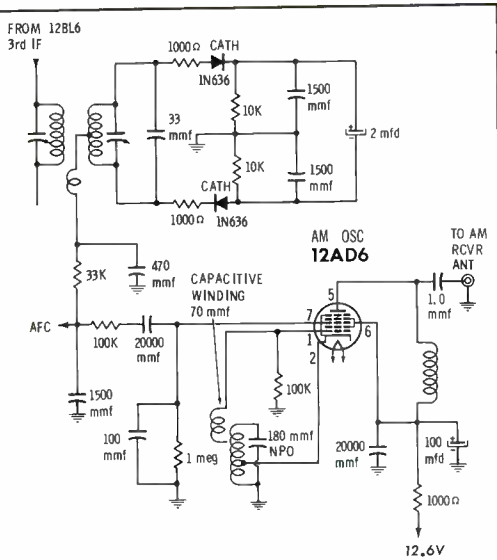 FROM 12BL6
3rd IF
1000Ω
CATH
1N636
33
mmf
10K
10K
1500
mmf
1500
mmf
2 mfd
CATH
1000Ω
1N636
33K
470
mmf
AFC
100K
20000
mmf
1500
mmf
100
mmf
1 meg
CAPACITIVE
WINDING
70 mmf
180 mmf
NPO
100K
AM OSC
12AD6
5
7
1
2
6
TO AM
RCVR
ANT
1.0
mmf
20000
mmf
100
mfd
1000Ω
12.6V